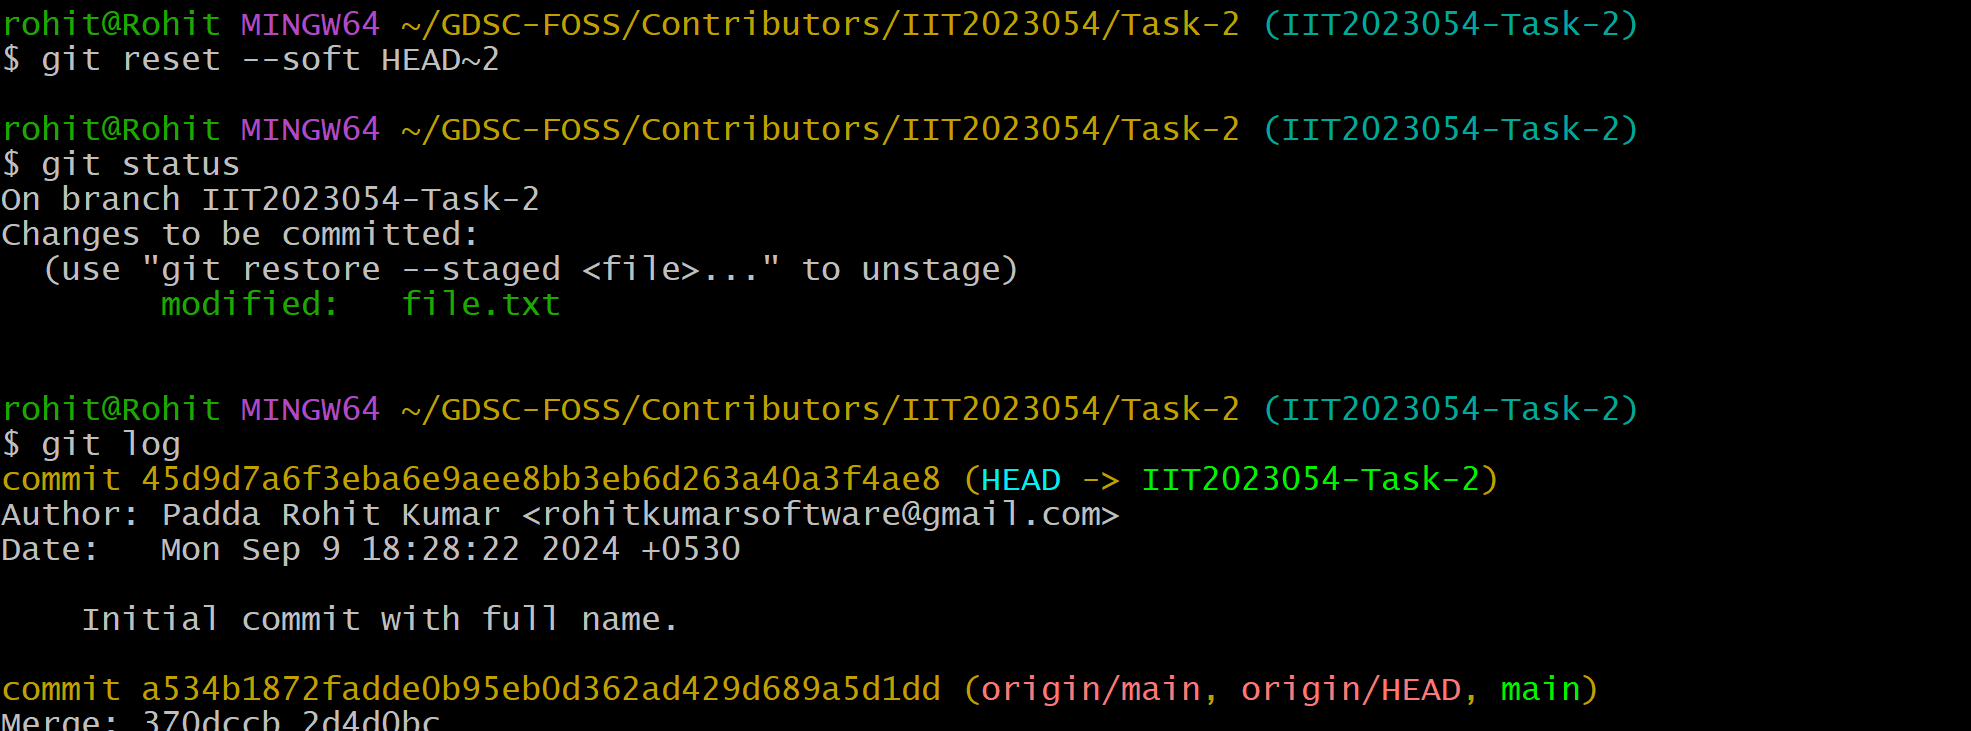 rohit@Rohit MINGW64 ~/GDSC-FOSS/Contributors/IIT2023054/Task-2 (IIT2023054-Task-2)
$ git reset --soft HEAD~2
rohit@Rohit MINGW64 ~/GDSC-FOSS/Contributors/IIT2023054/Task-2 (IIT2023054-Task-2)
$ git status
On branch IIT2023054-Task-2
Changes to be committed:
  (use "git restore --staged <file>..." to unstage)
        modified:   file.txt
rohit@Rohit MINGW64 ~/GDSC-FOSS/Contributors/IIT2023054/Task-2 (IIT2023054-Task-2)
$ git log
commit 45d9d7a6f3eba6e9aee8bb3eb6d263a40a3f4ae8 (HEAD -> IIT2023054-Task-2)
Author: Padda Rohit Kumar <rohitkumarsoftware@gmail.com>
Date:   Mon Sep 9 18:28:22 2024 +0530
    Initial commit with full name.
commit a534b1872fadde0b95eb0d362ad429d689a5d1dd (origin/main, origin/HEAD, main)
Merge: 370dccb 2d4d0bc